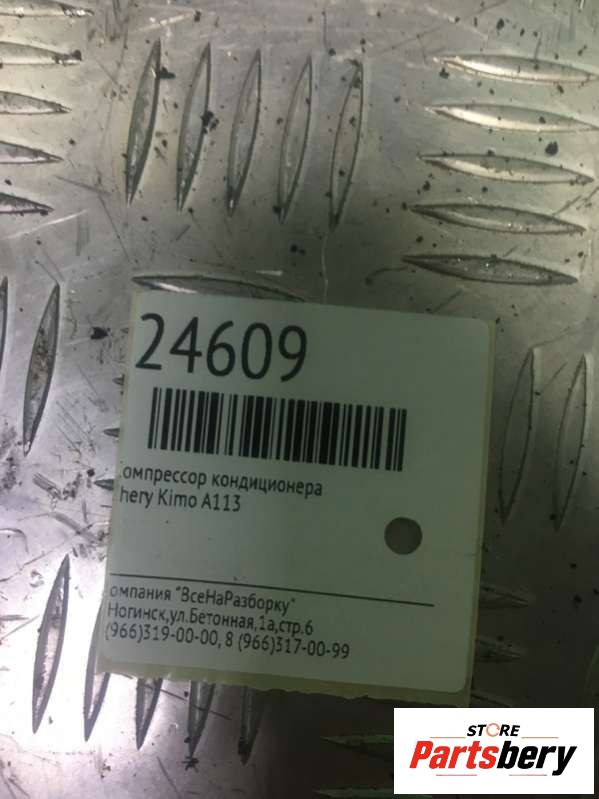 24609
омпрессор кондиционера
hery Kimo A113
омпания "ВсеНаРазборку"
Ногинск,ул.Бетонная,1а,стр.6
(966)319-00-00, 8 (966)317-00-99
STORE
Partsbery